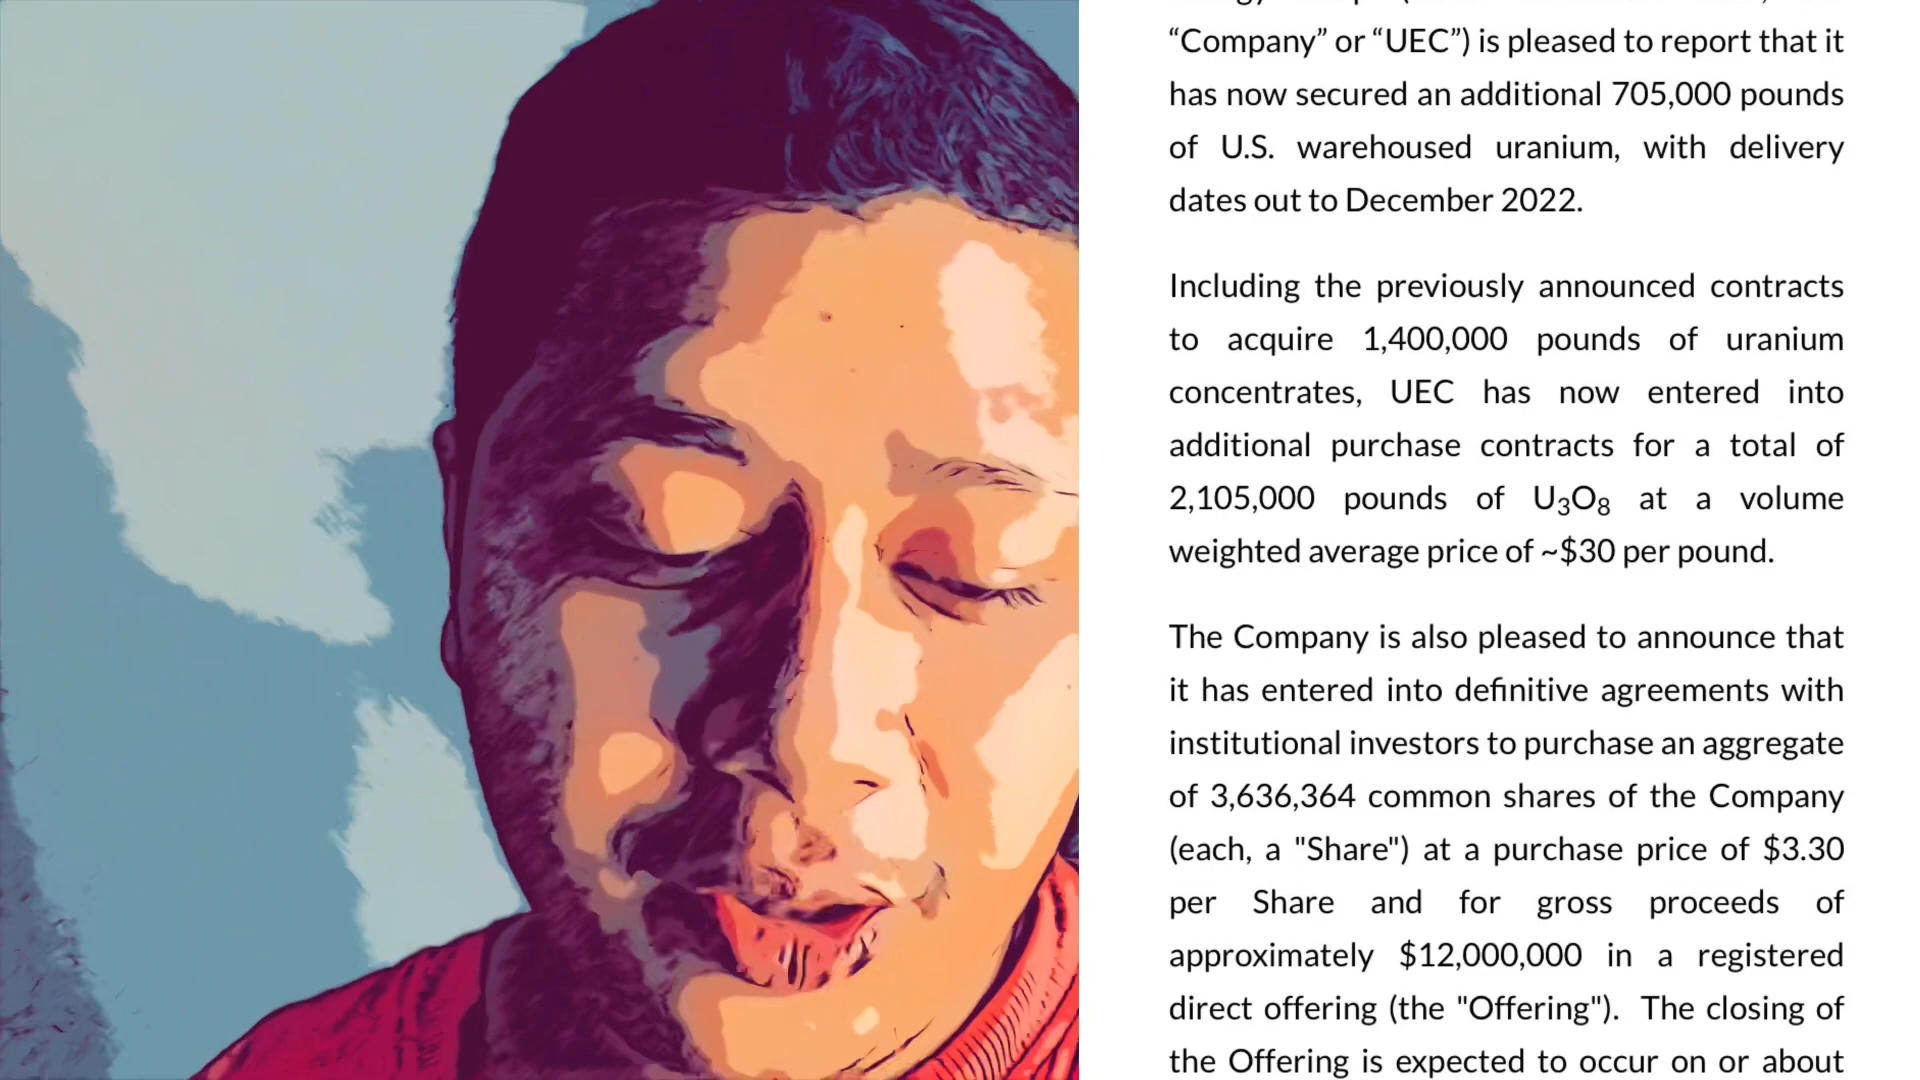 “Company” or “UEC”) is pleased to report that it
has now secured an additional 705,000 pounds
of U.S. warehoused uranium, with delivery
dates out to December 2022.
Including the previously announced contracts
to acquire 1,400,000 pounds of uranium
concentrates, UEC has now entered into
additional purchase contracts for a total of
2,105,000 pounds of U₃O₈ at a volume
weighted average price of ~$30 per pound.
The Company is also pleased to announce that
it has entered into definitive agreements with
institutional investors to purchase an aggregate
of 3,636,364 common shares of the Company
(each, a "Share") at a purchase price of $3.30
per Share and for gross proceeds of
approximately $12,000,000 in a registered
direct offering (the "Offering"). The closing of
the Offering is expected to occur on or about